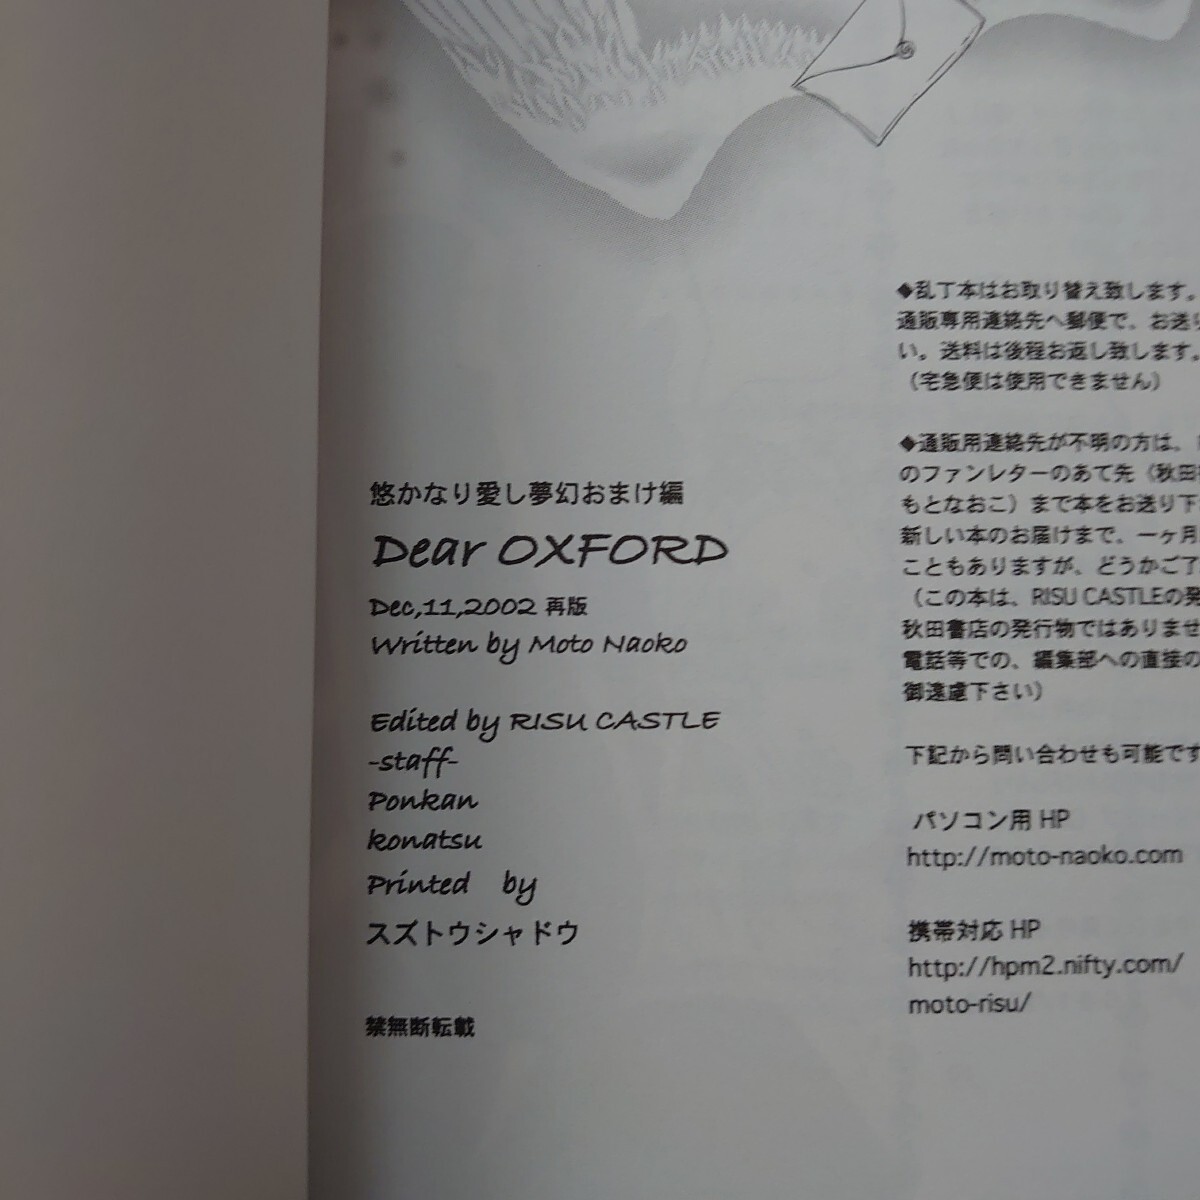 悠かなり愛し夢幻おまけ編
Dear OXFORD
Dec,11,2002 再版
Written by Moto Naoko
Edited by RISU CASTLE
-staff-
Ponkan
konatsu
Printed by
スズトウシャドウ
禁無断転載
◆乱丁本はお取り替え致します。
通販専用連絡先へ郵便で、お送り
い。送料は後程お返し致します。
（宅急便は使用できません）
◆通販用連絡先が不明の方は、
のファンレターのあて先（秋田
もとなおこ）まで本をお送り下
新しい本のお届けまで、一ヶ月
こともありますが、どうかご了
（この本は、RISU CASTLEの発
秋田書店の発行物ではありませ
電話等での、編集部への直接の
御遠慮下さい）
下記から問い合わせも可能です
パソコン用 HP
http://moto-naoko.com
携帯対応 HP
http://hpm2.nifty.com/
moto-risu/